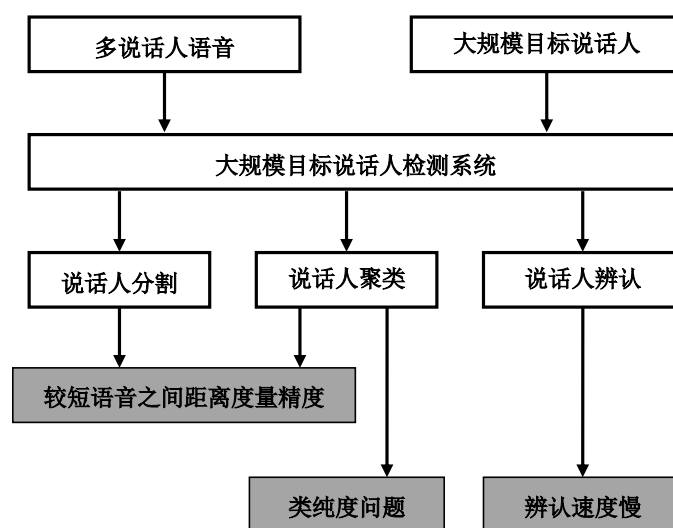 多说话人语音
大规模目标说话人
大规模目标说话人检测系统
说话人分割
说话人聚类
说话人辨认
较短语音之间距离度量精度
类纯度问题
辨认速度慢